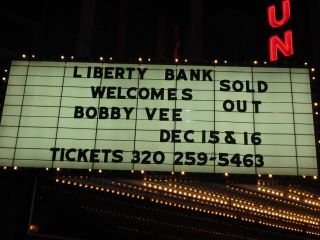 UN
LIBERTY BANK
WELCOMES
BOBBY VEE
SOLD
OUT
DEC 15 & 16
TICKETS 320 259-5463